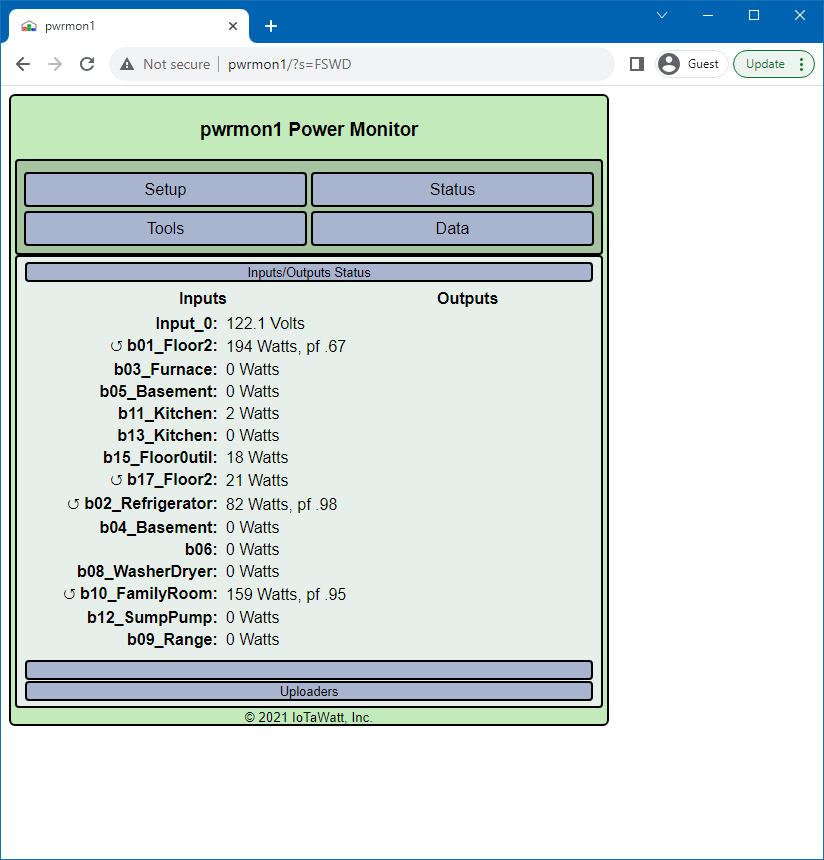 pwrmon1
Not secure | pwrmon1/?s=FSWD Guest Update
pwrmon1 Power Monitor
Setup Status
Tools Data
Inputs/Outputs Status
Inputs Outputs
Input_0: 122.1 Volts
↺ b01_Floor2: 194 Watts, pf .67
b03_Furnace: 0 Watts
b05_Basement: 0 Watts
b11_Kitchen: 2 Watts
b13_Kitchen: 0 Watts
b15_Floor0util: 18 Watts
↺ b17_Floor2: 21 Watts
↺ b02_Refrigerator: 82 Watts, pf .98
b04_Basement: 0 Watts
b06: 0 Watts
b08_WasherDryer: 0 Watts
↺ b10_FamilyRoom: 159 Watts, pf .95
b12_SumpPump: 0 Watts
b09_Range: 0 Watts
Uploaders
© 2021 IoTaWatt, Inc.